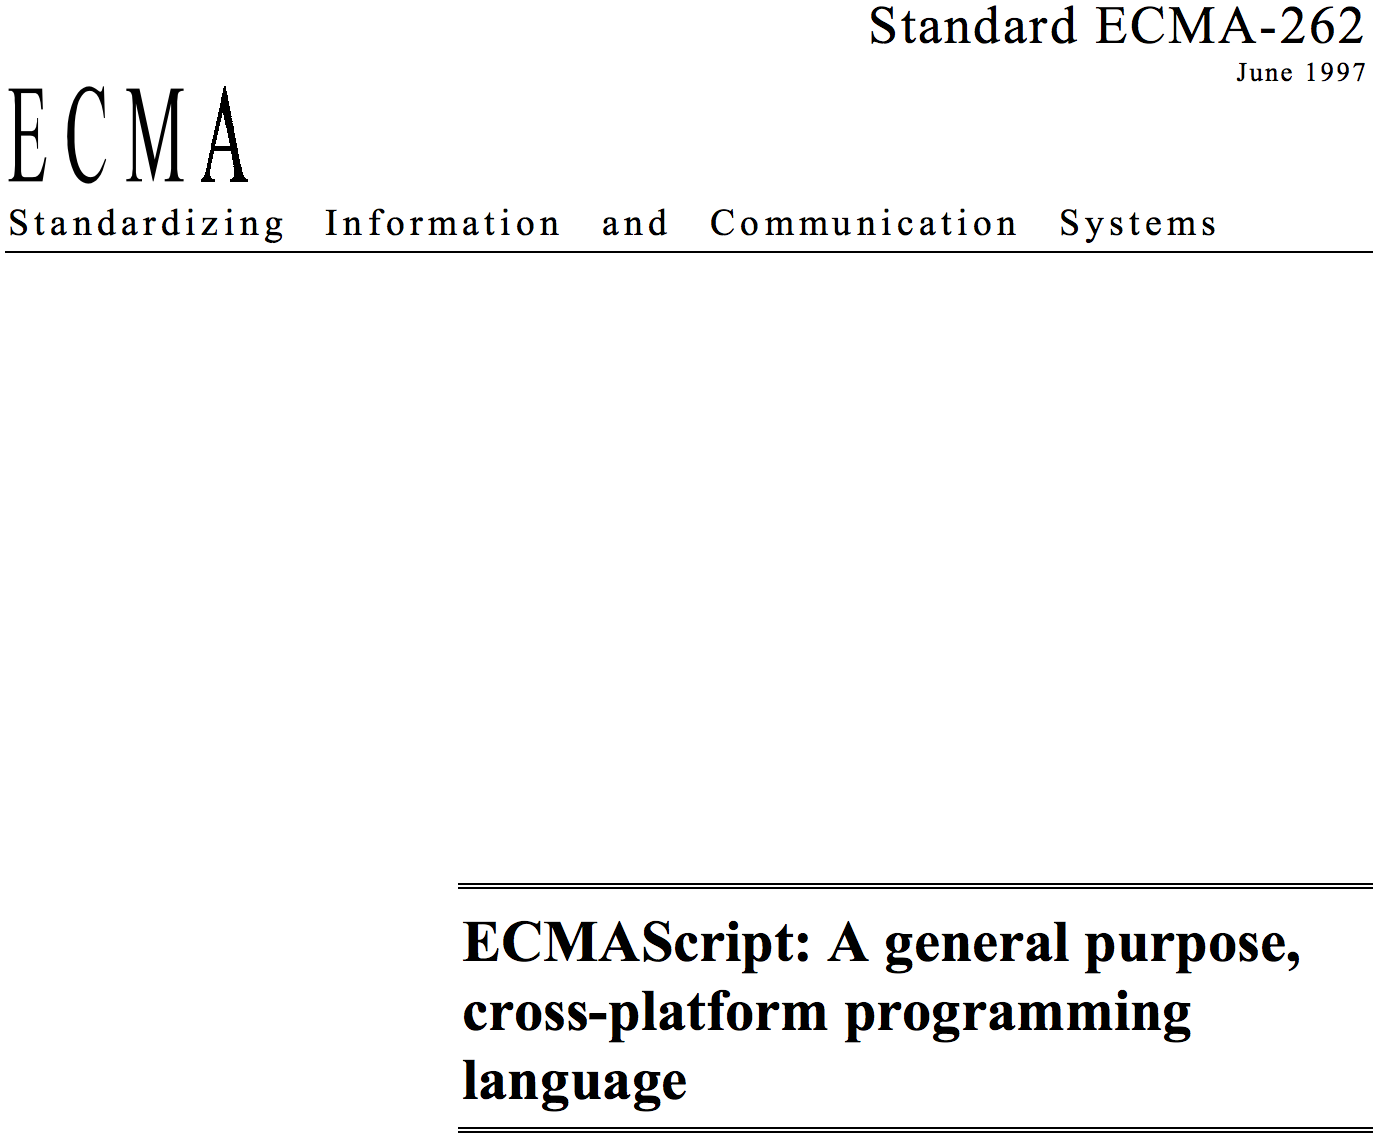 Standard ECMA-262
June 1997
ECMA
Standardizing Information and Communication Systems
ECMAScript: A general purpose,
cross-platform programming
language